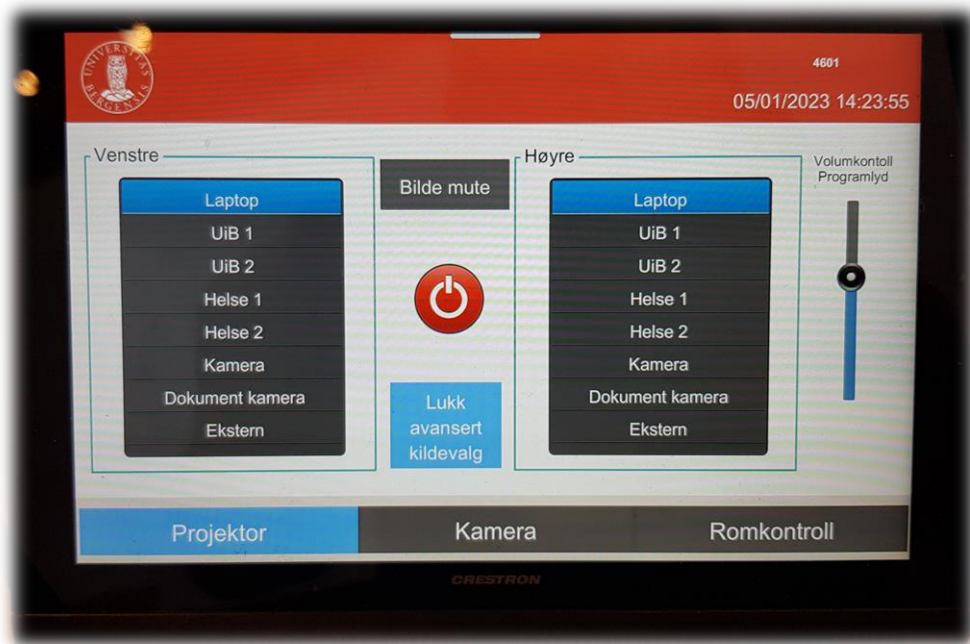 UNIVERSITAS
BERGENSIS
4601
05/01/2023 14:23:55
Venstre
Laptop
UiB 1
UiB 2
Helse 1
Helse 2
Kamera
Dokument kamera
Ekstern
Bilde mute
Lukk
avansert
kildevalg
Høyre
Laptop
UiB 1
UiB 2
Helse 1
Helse 2
Kamera
Dokument kamera
Ekstern
Volumkontoll
Programlyd
Projektor
Kamera
Romkontroll
CRESTRON